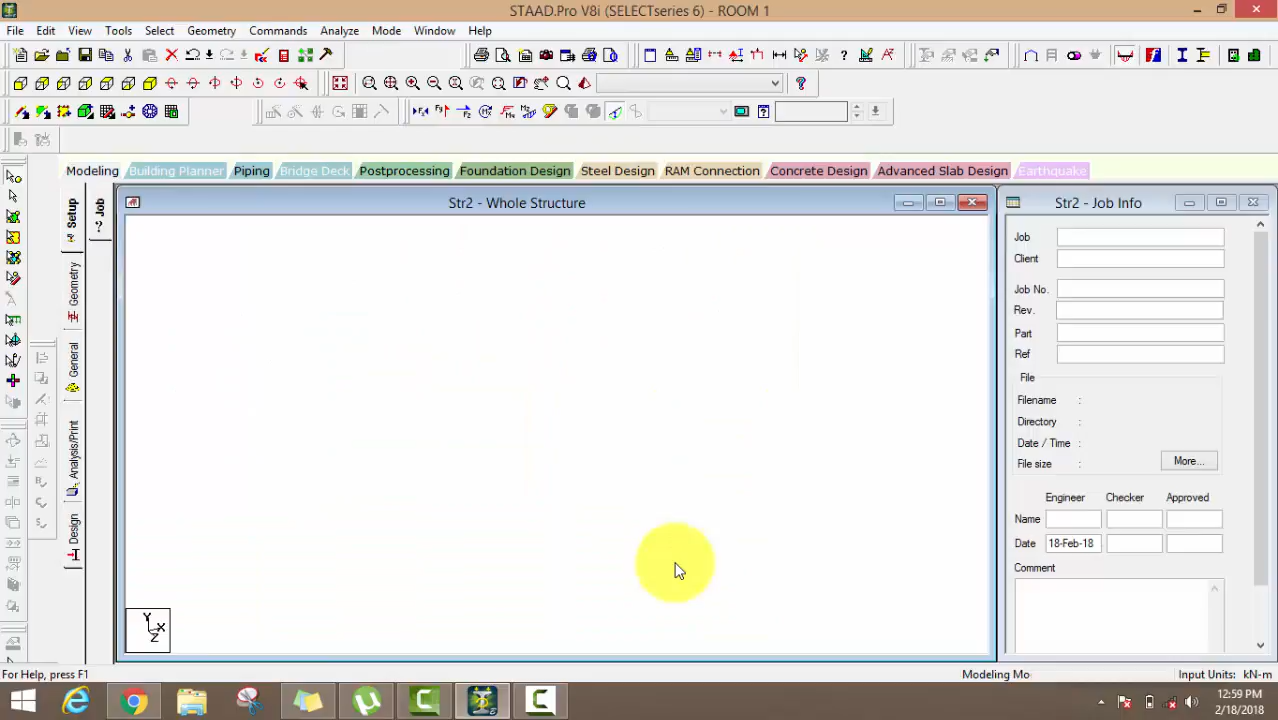 STAAD.Pro V8i (SELECTseries 6) - ROOM 1
File Edit View Tools Select Geometry Commands Analyze Mode Window Help
Modeling Building Planner Piping Bridge Deck Postprocessing Foundation Design Steel Design RAM Connection Concrete Design Advanced Slab Design Earthquake
Setup
Job
Geometry
General
Analysis/Print
Design
Str2 - Whole Structure
Y
X
Z
Str2 - Job Info
Job
Client
Job No.
Rev.
Part
Ref
File
Filename :
Directory :
Date / Time :
File size :
More...
Engineer Checker Approved
Name
Date 18-Feb-18
Comment
For Help, press F1
Modeling Mo
Input Units: kN-m
12:59 PM
2/18/2018